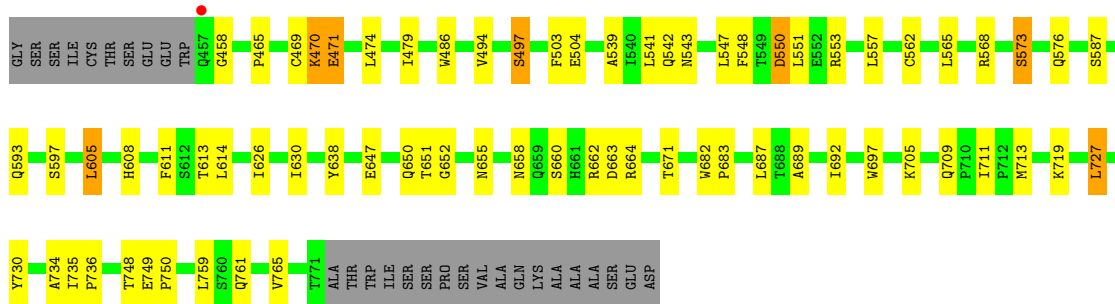 GLY SER SER ILE CYS THR SER GLU GLU TRP Q457 G458 P465 C469 K470 E471 L474 I479 W486 V494 S497 F503 E504 A539 I540 L541 Q542 N543 L547 F548 T549 D550 L551 E552 R553 L557 C562 L565 R568 S573 Q576 S587
Q593 S597 L605 H608 F611 S612 T613 L614 I626 I630 Y638 E647 Q650 T651 G652 N655 N658 Q659 S660 H661 R662 D663 R664 T671 W682 P683 L687 T688 A689 I692 W697 K705 Q709 P710 I711 P712 M713 K719 L727
Y730 A734 I735 P736 T748 E749 P750 L759 S760 Q761 V765 T771 ALA THR TRP ILE SER SER PRO SER VAL ALA GLN LYS ALA ALA ALA SER GLU ASP